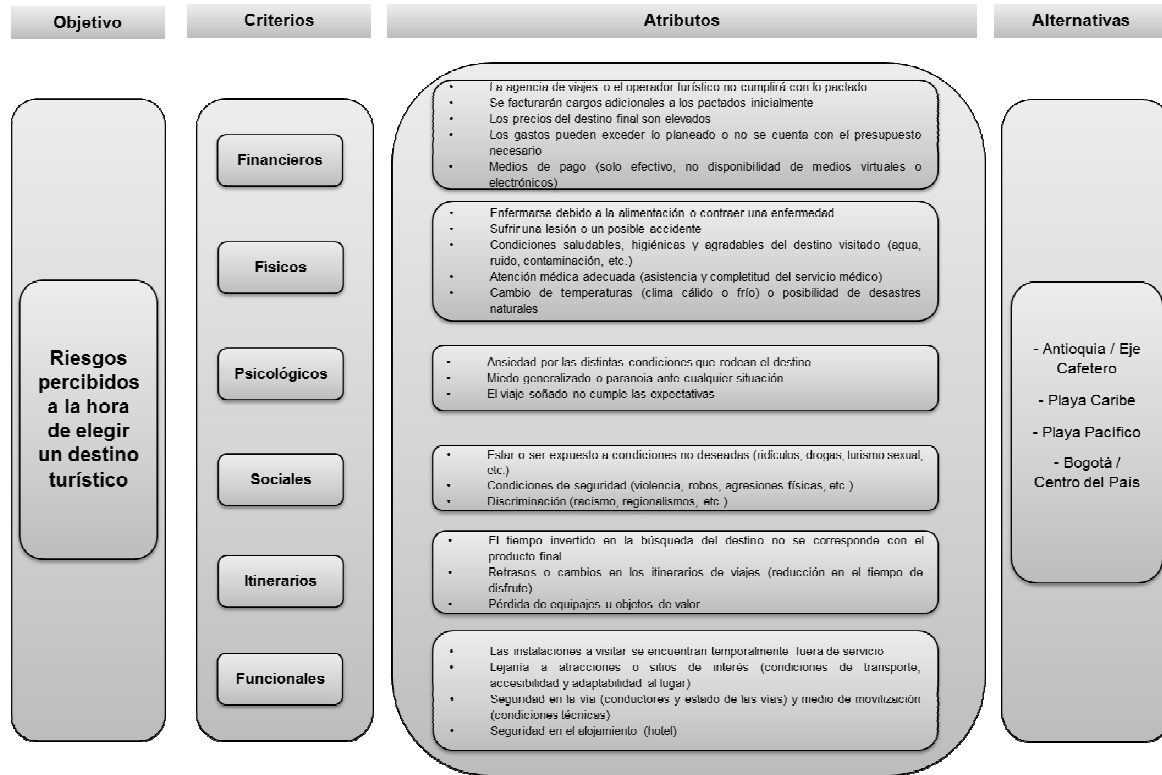 Objetivo
Criterios
Atributos
Alternativas
Riesgos
percibidos
a la hora
de elegir
un destino
turístico
Financieros
Físicos
Psicológicos
Sociales
Itinerarios
Funcionales
• La agencia de viajes o el operador turístico no cumplirá con lo pactado
• Se facturarán cargos adicionales a los pactados inicialmente
• Los precios del destino final son elevados
• Los gastos pueden exceder lo planeado o no se cuenta con el presupuesto
necesario
• Medios de pago (solo efectivo, no disponibilidad de medios virtuales o
electrónicos)
• Enfermarse debido a la alimentación o contraer una enfermedad
• Sufrir una lesión o un posible accidente
• Condiciones saludables, higiénicas y agradables del destino visitado (agua,
ruido, contaminación, etc.)
• Atención médica adecuada (asistencia y completitud del servicio médico)
• Cambio de temperaturas (clima cálido o frío) o posibilidad de desastres
naturales
• Ansiedad por las distintas condiciones que rodean el destino
• Miedo generalizado o paranoia ante cualquier situación
• El viaje soñado no cumple las expectativas
• Estar o ser expuesto a condiciones no deseadas (ridículos, drogas, turismo sexual,
etc.)
• Condiciones de seguridad (violencia, robos, agresiones físicas, etc.)
• Discriminación (racismo, regionalismos, etc.)
• El tiempo invertido en la búsqueda del destino no se corresponde con el
producto final
• Retrasos o cambios en los itinerarios de viajes (reducción en el tiempo de
disfrute)
• Pérdida de equipajes u objetos de valor
• Las instalaciones a visitar se encuentran temporalmente fuera de servicio
• Lejanía a atracciones o sitios de interés (condiciones de transporte,
accesibilidad y adaptabilidad al lugar)
• Seguridad en la vía (conductores y estado de las vías) y medio de movilización
(condiciones técnicas)
• Seguridad en el alojamiento (hotel)
- Antioquia / Eje
Cafetero
- Playa Caribe
- Playa Pacífico
- Bogotá /
Centro del País